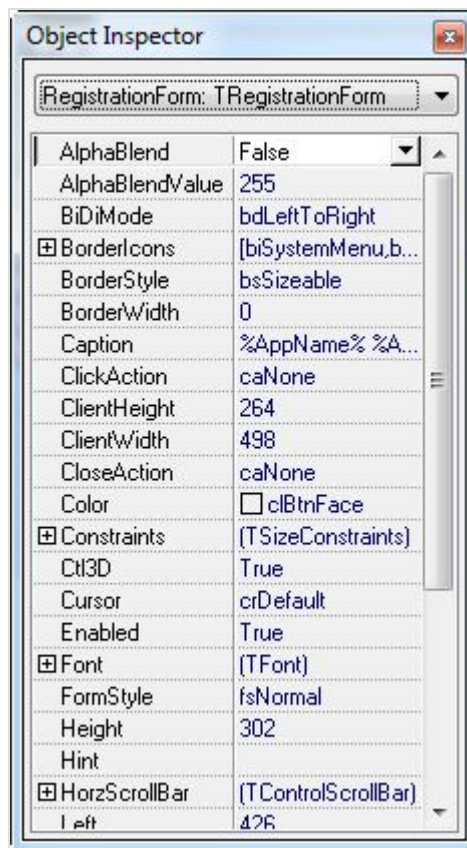 Object Inspector
RegistrationForm: TRegistrationForm
AlphaBlend False
AlphaBlendValue 255
BiDiMode bdLeftToRight
BorderIcons [biSystemMenu,b...
BorderStyle bsSizeable
BorderWidth 0
Caption %AppName% %A...
ClickAction caNone
ClientHeight 264
ClientWidth 498
CloseAction caNone
Color clBtnFace
Constraints (TSizeConstraints)
Ctl3D True
Cursor crDefault
Enabled True
Font (TFont)
FormStyle fsNormal
Height 302
Hint
HorzScrollBar (TControlScrollBar)
Left 426